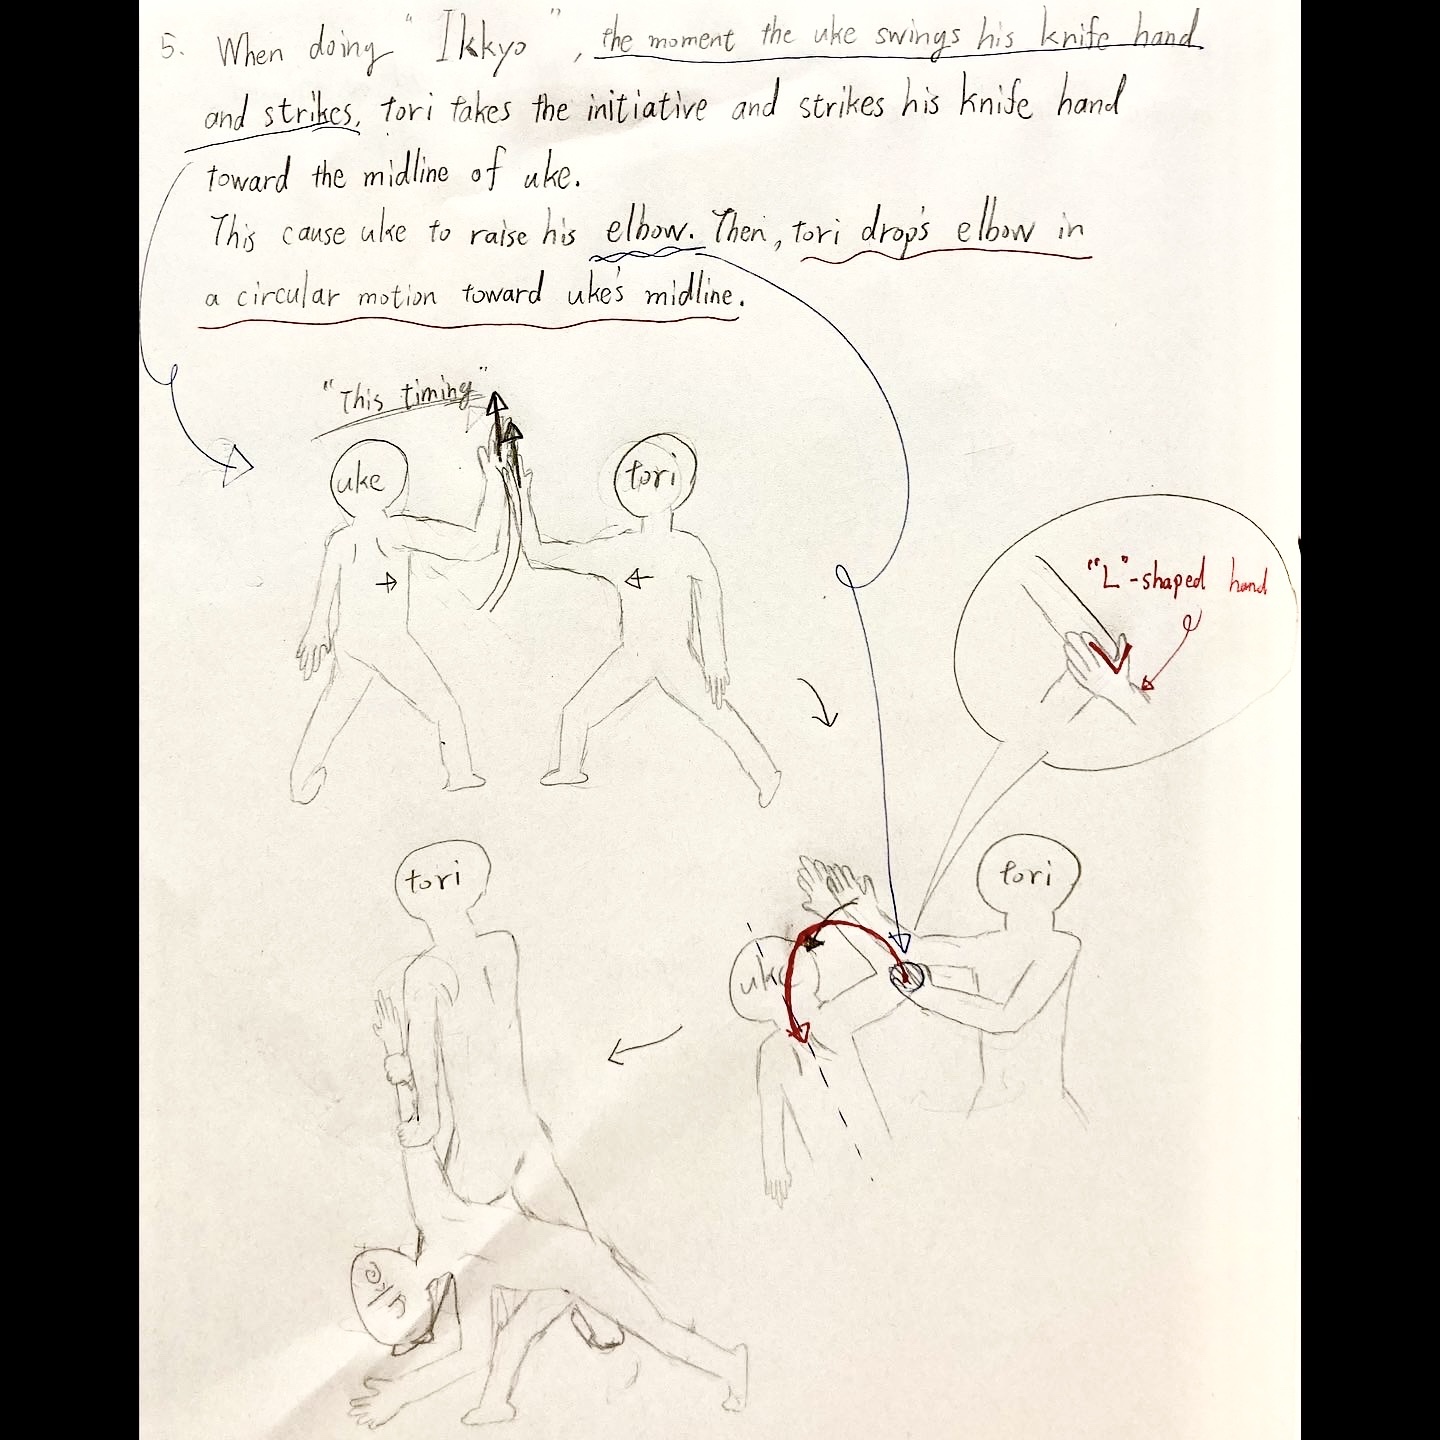 5. When doing "Ikkyo", the moment the uke swings his knife hand
and strikes, tori takes the initiative and strikes his knife hand
toward the midline of uke.
This cause uke to raise his elbow. Then, tori drop's elbow in
a circular motion toward uke's midline.
"This timing"
uke
tori
"L"-shaped hand
tori
uke
tori
uke